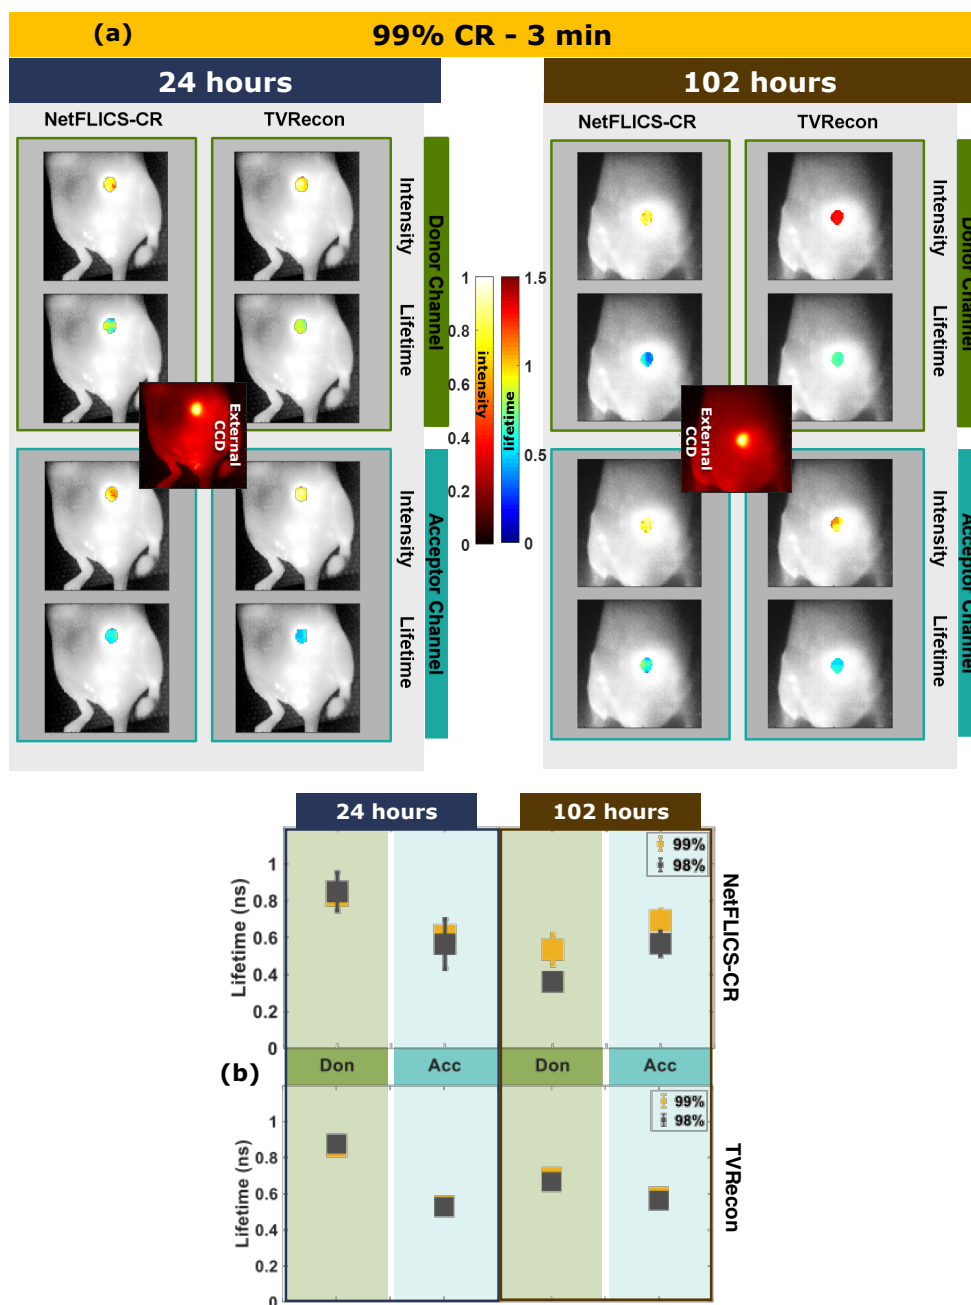 (a) 99% CR - 3 min
24 hours
102 hours
NetFLICS-CR TVRecon
NetFLICS-CR TVRecon
Intensity
Lifetime
Donor Channel
Intensity
Lifetime
Acceptor Channel
External CCD
1
0.8
0.6
0.4
0.2
0
intensity
1.5
1
0.5
0
lifetime
Intensity
Lifetime
Donor Channel
Intensity
Lifetime
Acceptor Channel
External CCD
24 hours
102 hours
99%
98%
1
0.8
0.6
0.4
0.2
0
Lifetime (ns)
NetFLICS-CR
(b)
Don Acc Don Acc
99%
98%
1
0.8
0.6
0.4
0.2
0
Lifetime (ns)
TVRecon